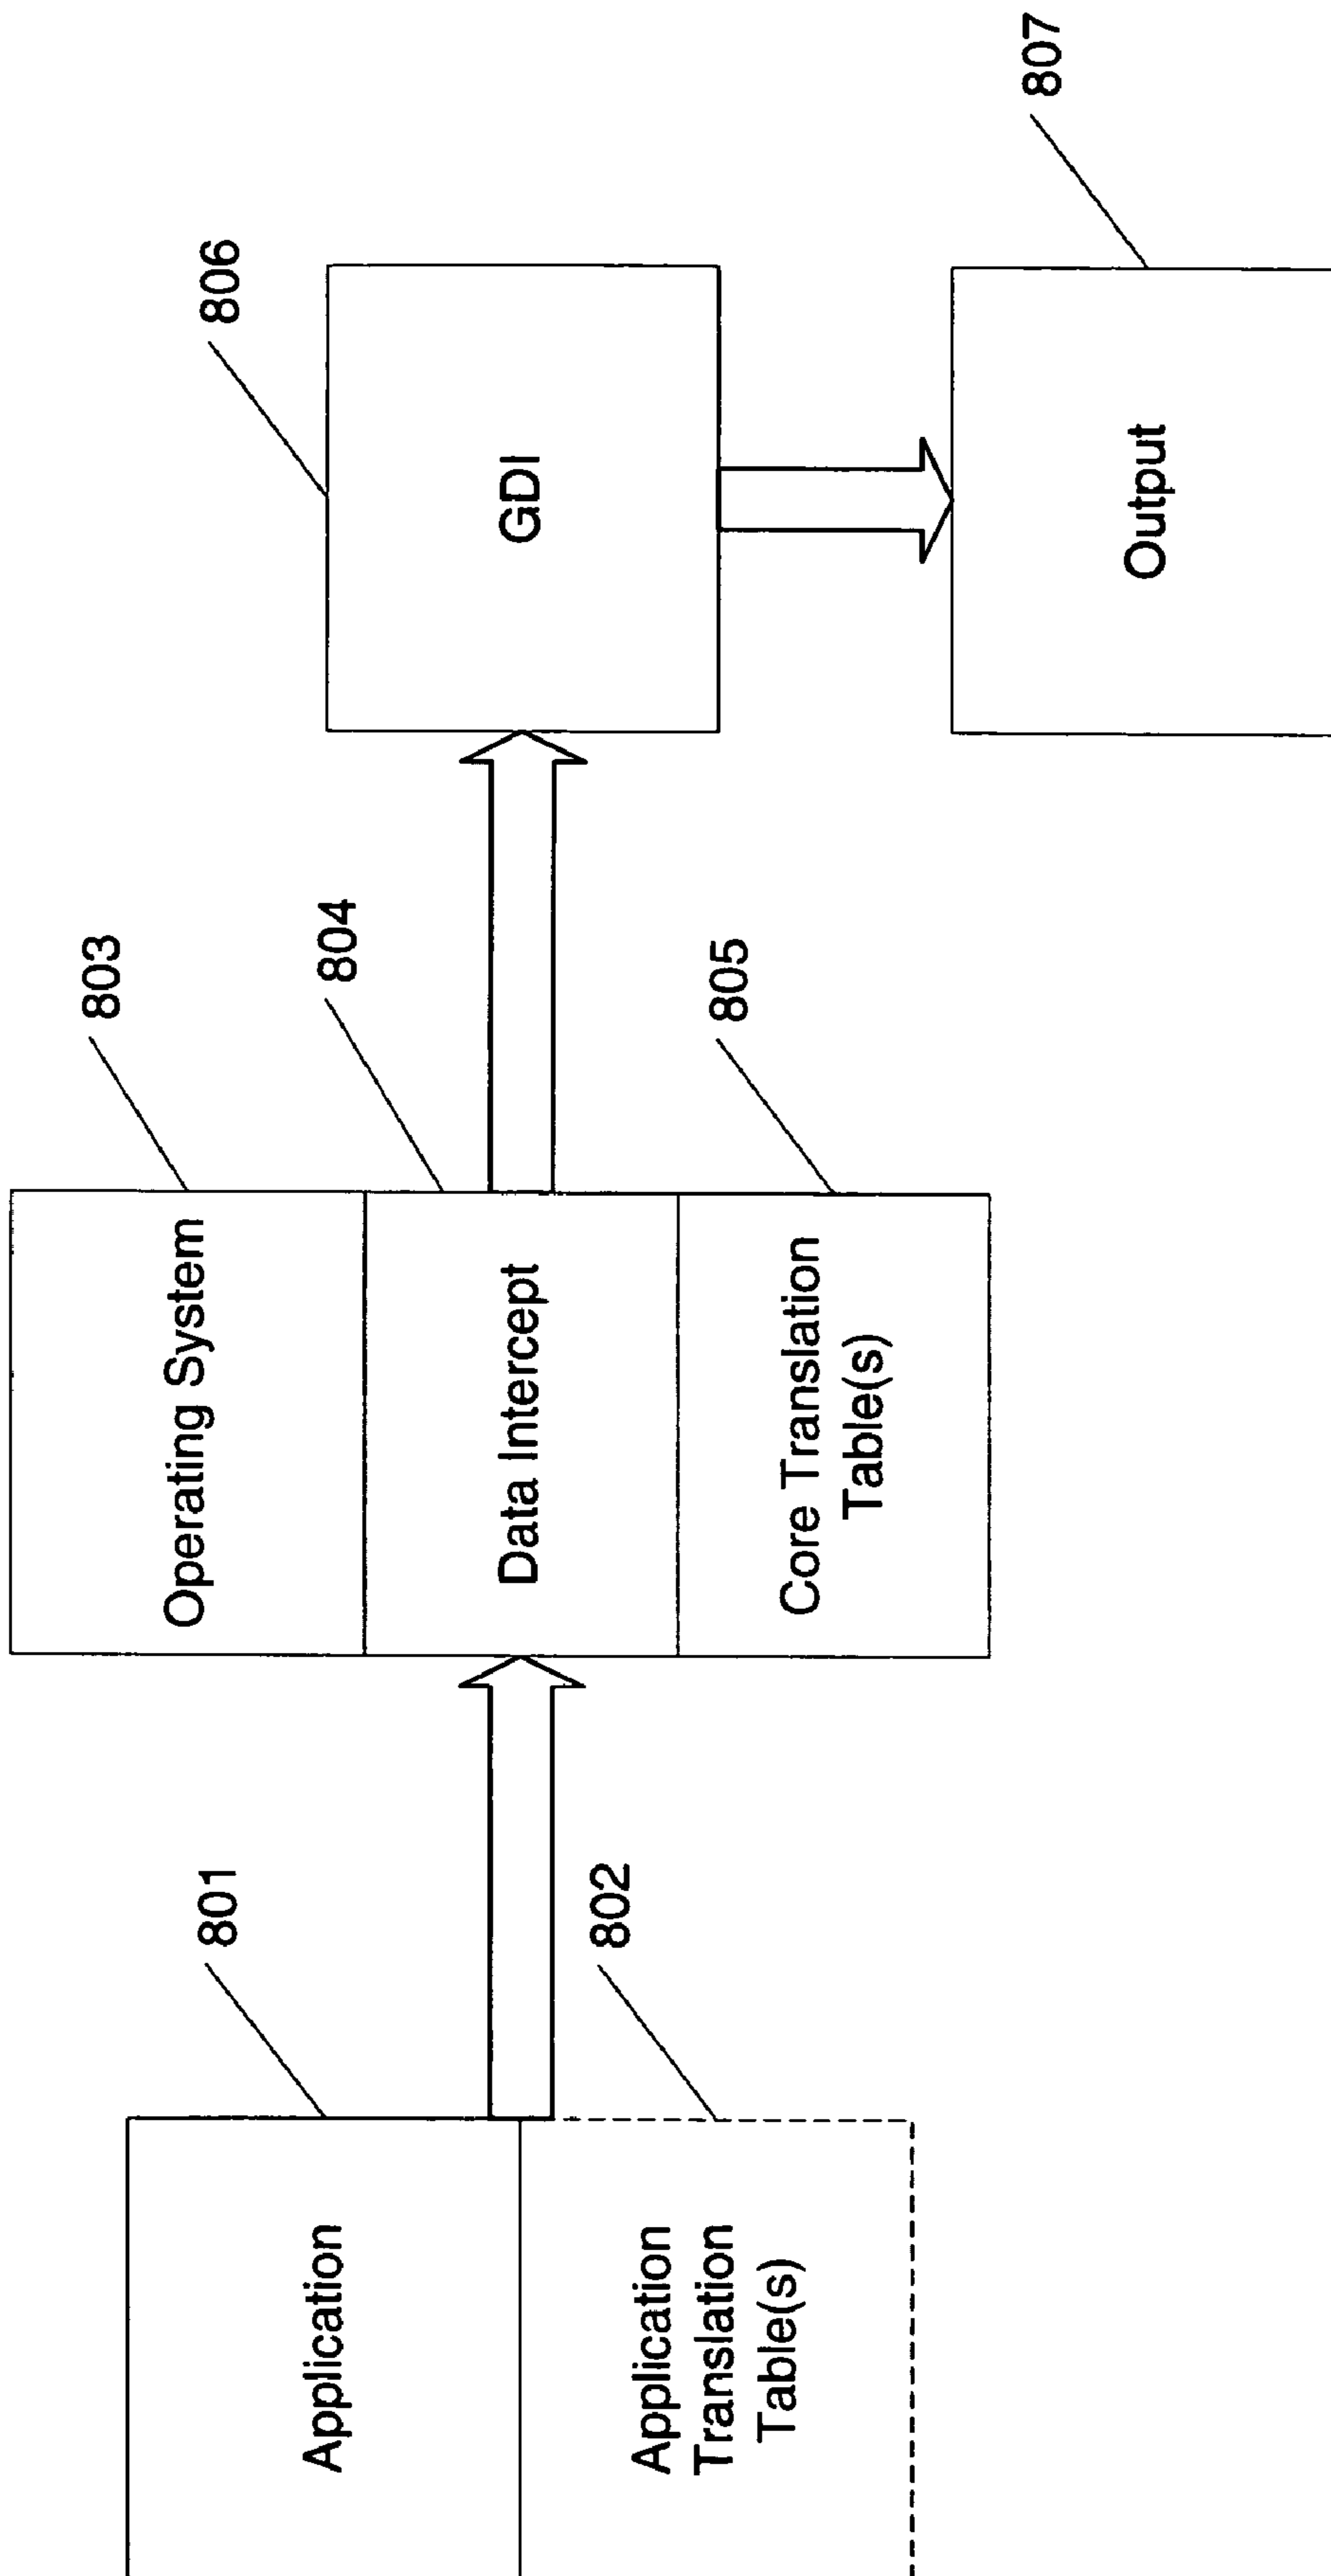 801
Application
802
Application
Translation
Table(s)
803
Operating System
804
Data Intercept
805
Core Translation
Table(s)
806
GDI
807
Output